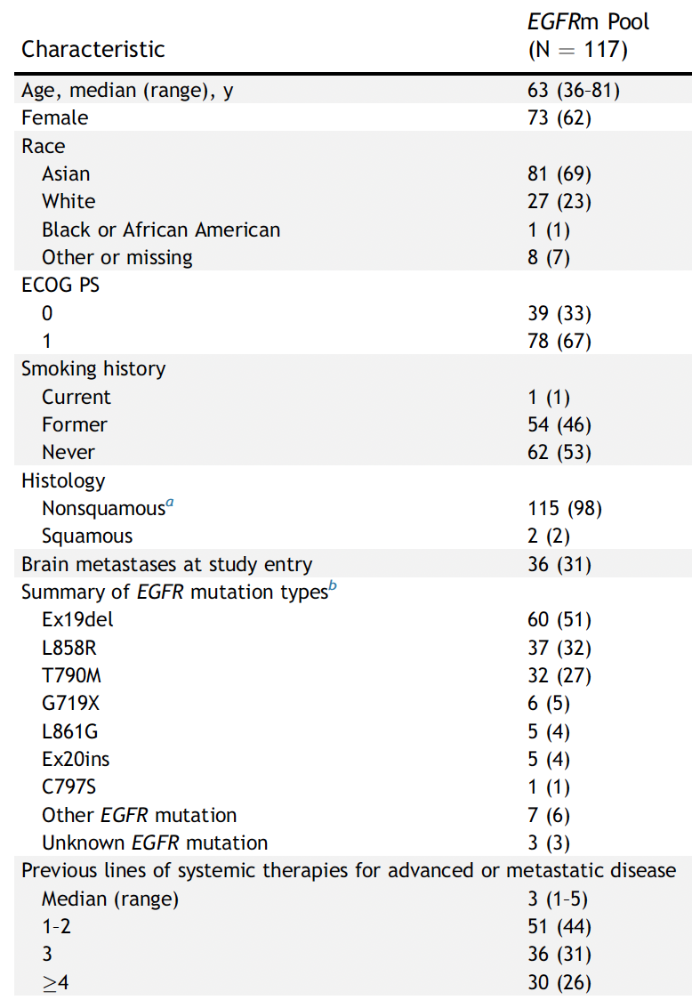 EGFRm Pool
Characteristic (N = 117)
Age, median (range), y 63 (36–81)
Female 73 (62)
Race
Asian 81 (69)
White 27 (23)
Black or African American 1 (1)
Other or missing 8 (7)
ECOG PS
0 39 (33)
1 78 (67)
Smoking history
Current 1 (1)
Former 54 (46)
Never 62 (53)
Histology
Nonsquamousa 115 (98)
Squamous 2 (2)
Brain metastases at study entry 36 (31)
Summary of EGFR mutation typesb
Ex19del 60 (51)
L858R 37 (32)
T790M 32 (27)
G719X 6 (5)
L861G 5 (4)
Ex20ins 5 (4)
C797S 1 (1)
Other EGFR mutation 7 (6)
Unknown EGFR mutation 3 (3)
Previous lines of systemic therapies for advanced or metastatic disease
Median (range) 3 (1–5)
1–2 51 (44)
3 36 (31)
≥4 30 (26)